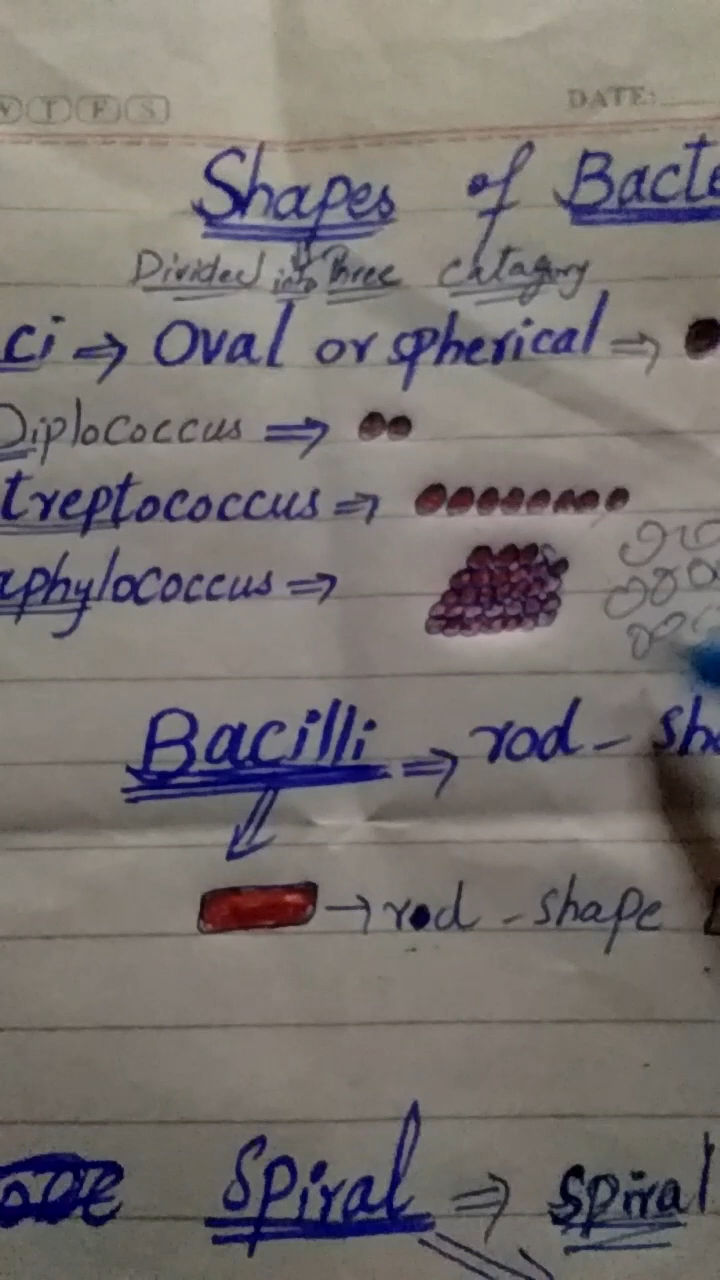 T F S
DATE:
Shapes of Bacte
Divided into three catagory
ci ⇒ Oval or spherical ⇒
Diplococcus ⇒
treptococcus ⇒
aphylococcus ⇒
Bacilli ⇒ rod - sha
→ rod - shape
Spiral ⇒ spiral